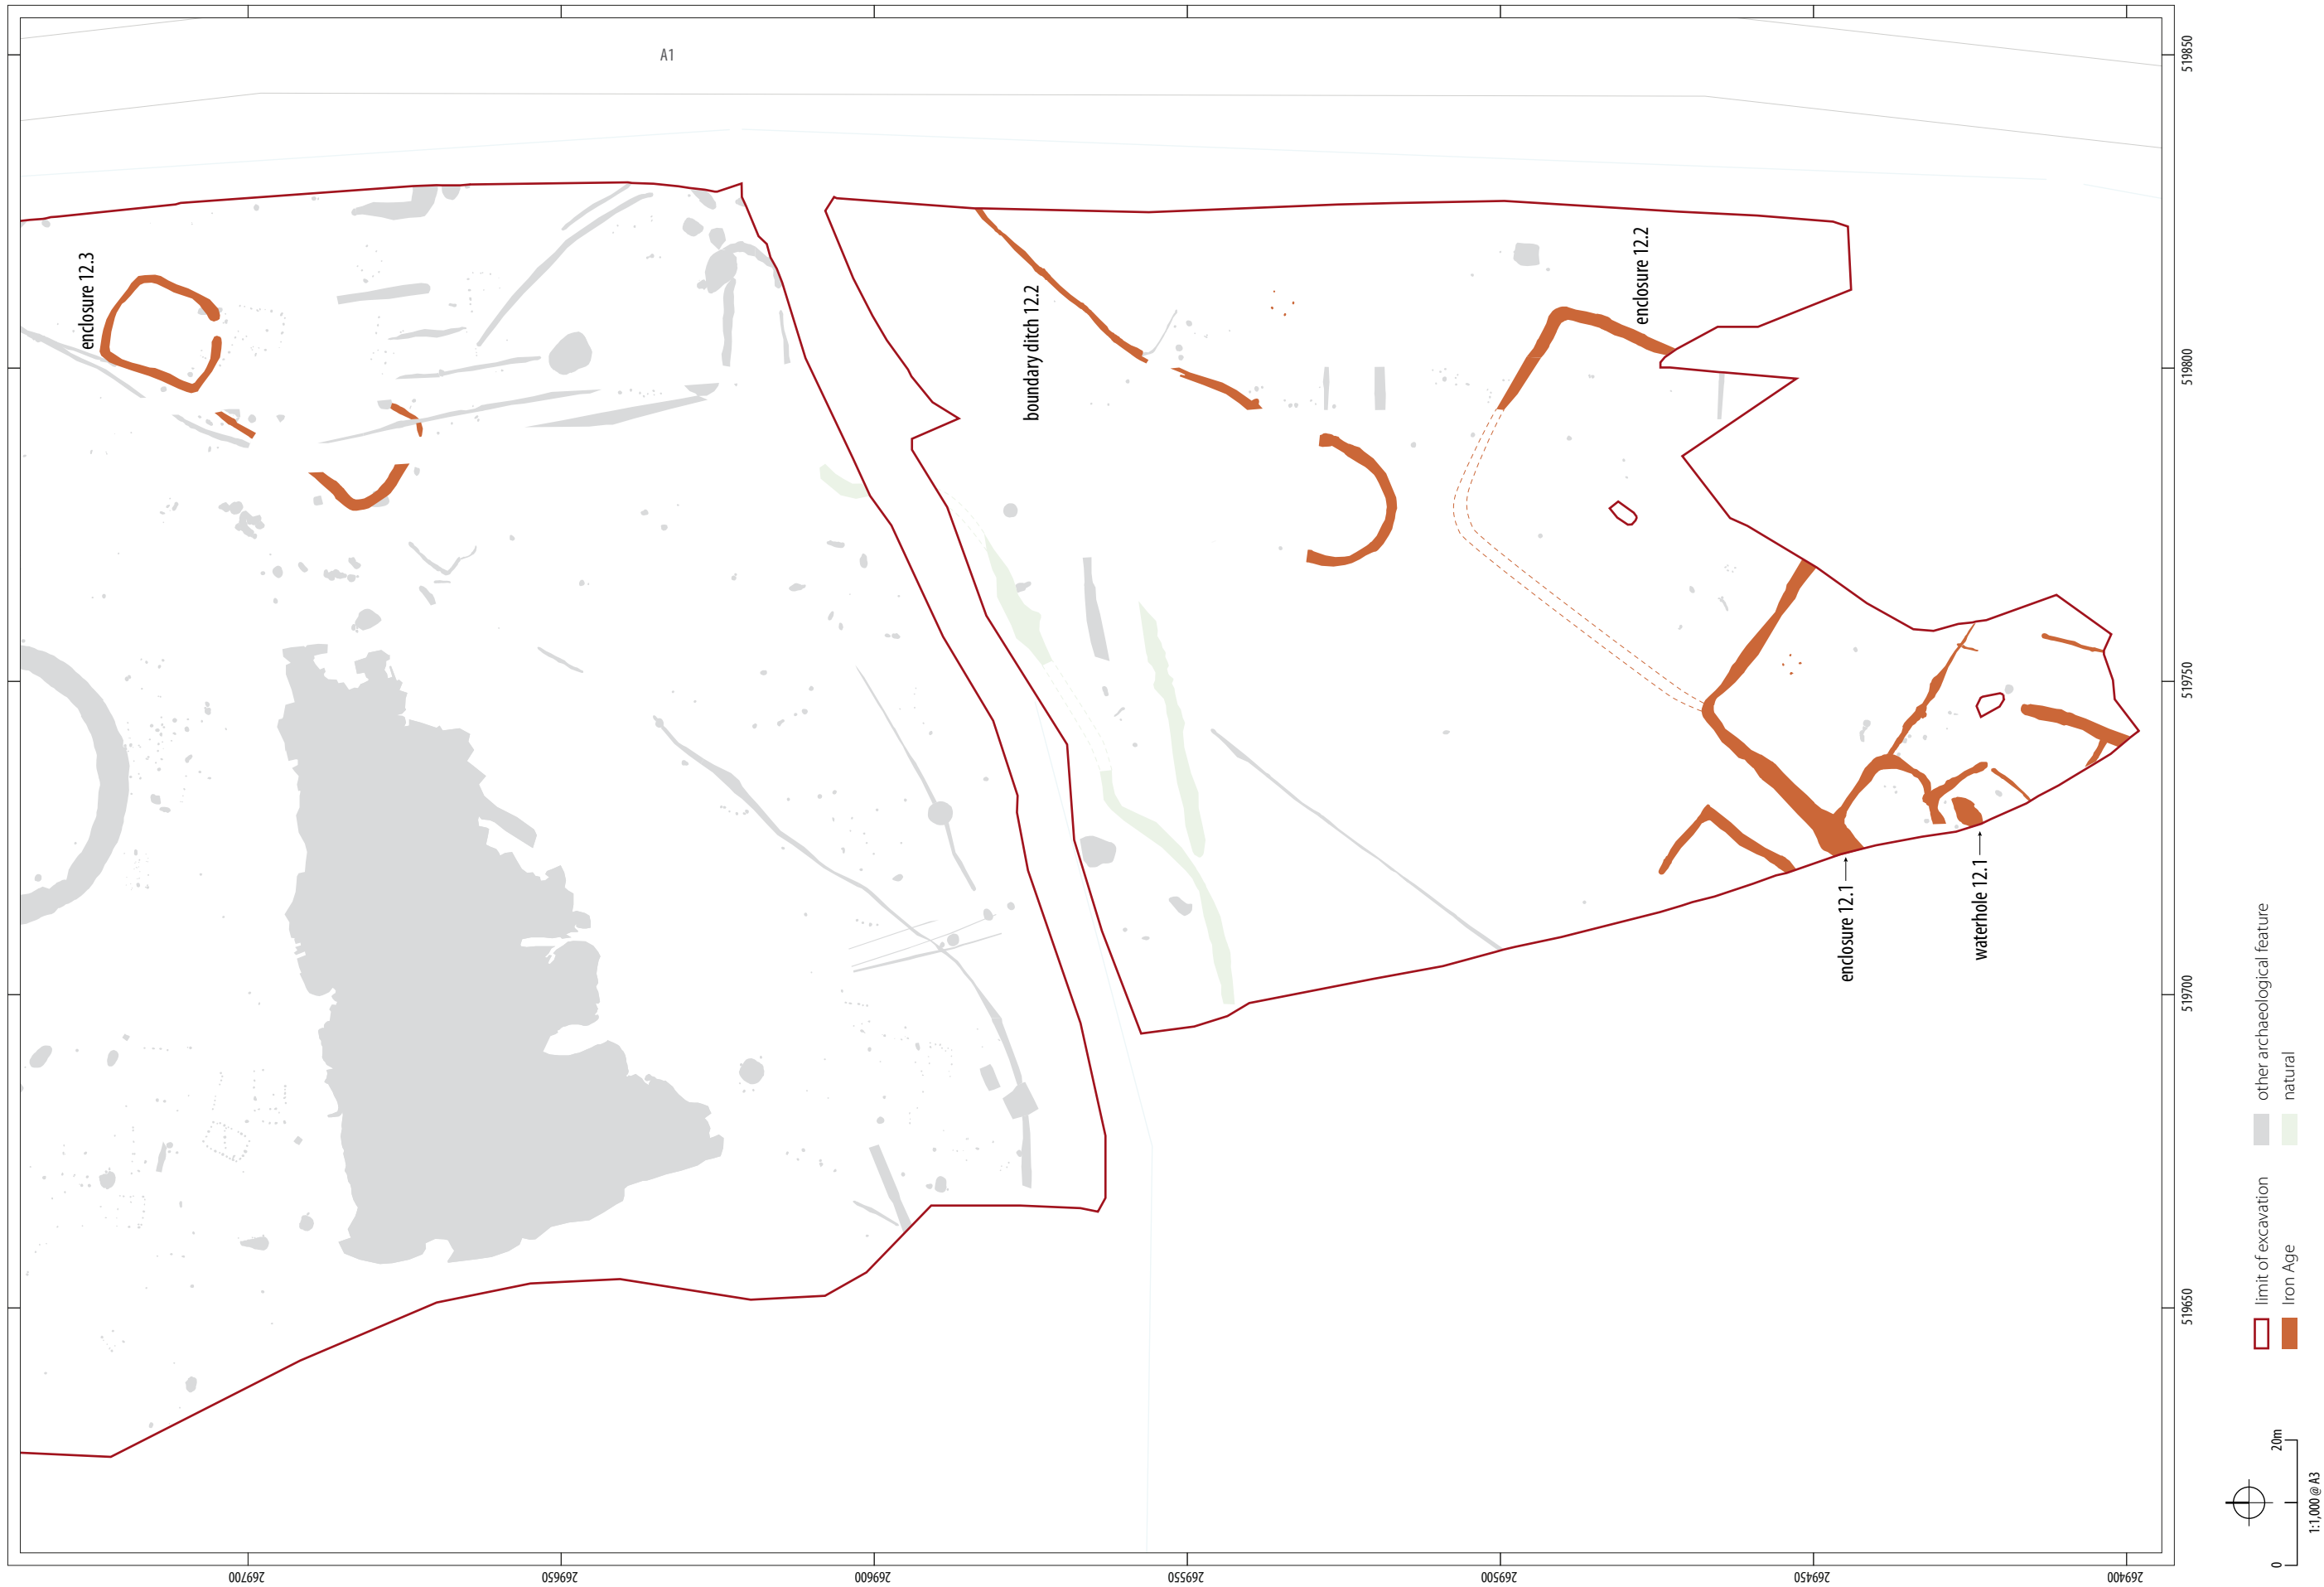 A1
enclosure 12.3
boundary ditch 12.2
enclosure 12.2
enclosure 12.1
waterhole 12.1
519850
519800
519750
519700
519650
269700
269650
269600
269550
269500
269450
269400
limit of excavation
Iron Age
other archaeological feature
natural
0
20m
1:1,000 @ A3